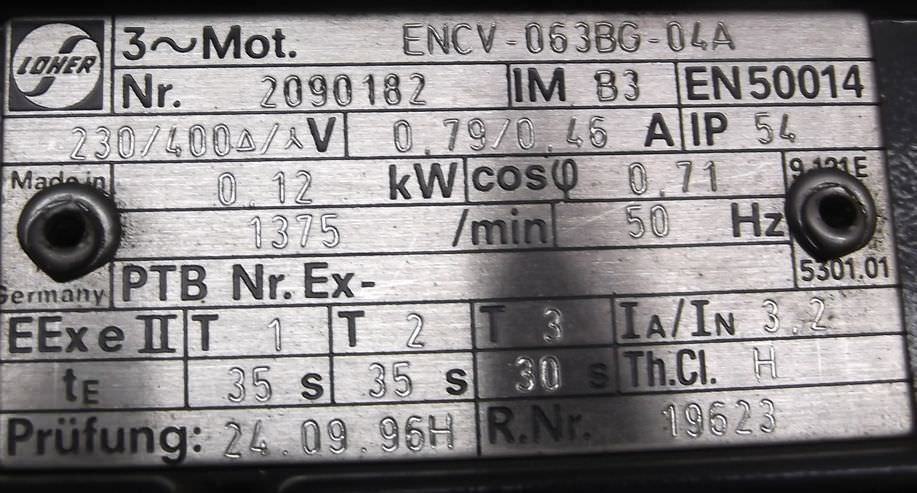 LOHER
3~Mot. ENCV-063BG-04A
Nr. 2090182 IM B3 EN50014
230/400△/⅄ V 0.79/0.46 A IP 54
Made in 0.12 kW cosφ 0.71
1375 /min 50 Hz
Germany PTB Nr. Ex- 5301.01
EEx e II T 1 T 2 T 3 IA/IN 3.2
tE 35 s 35 s 30 s Th.Cl. H
Prüfung: 24.09.96H R.Nr. 19623